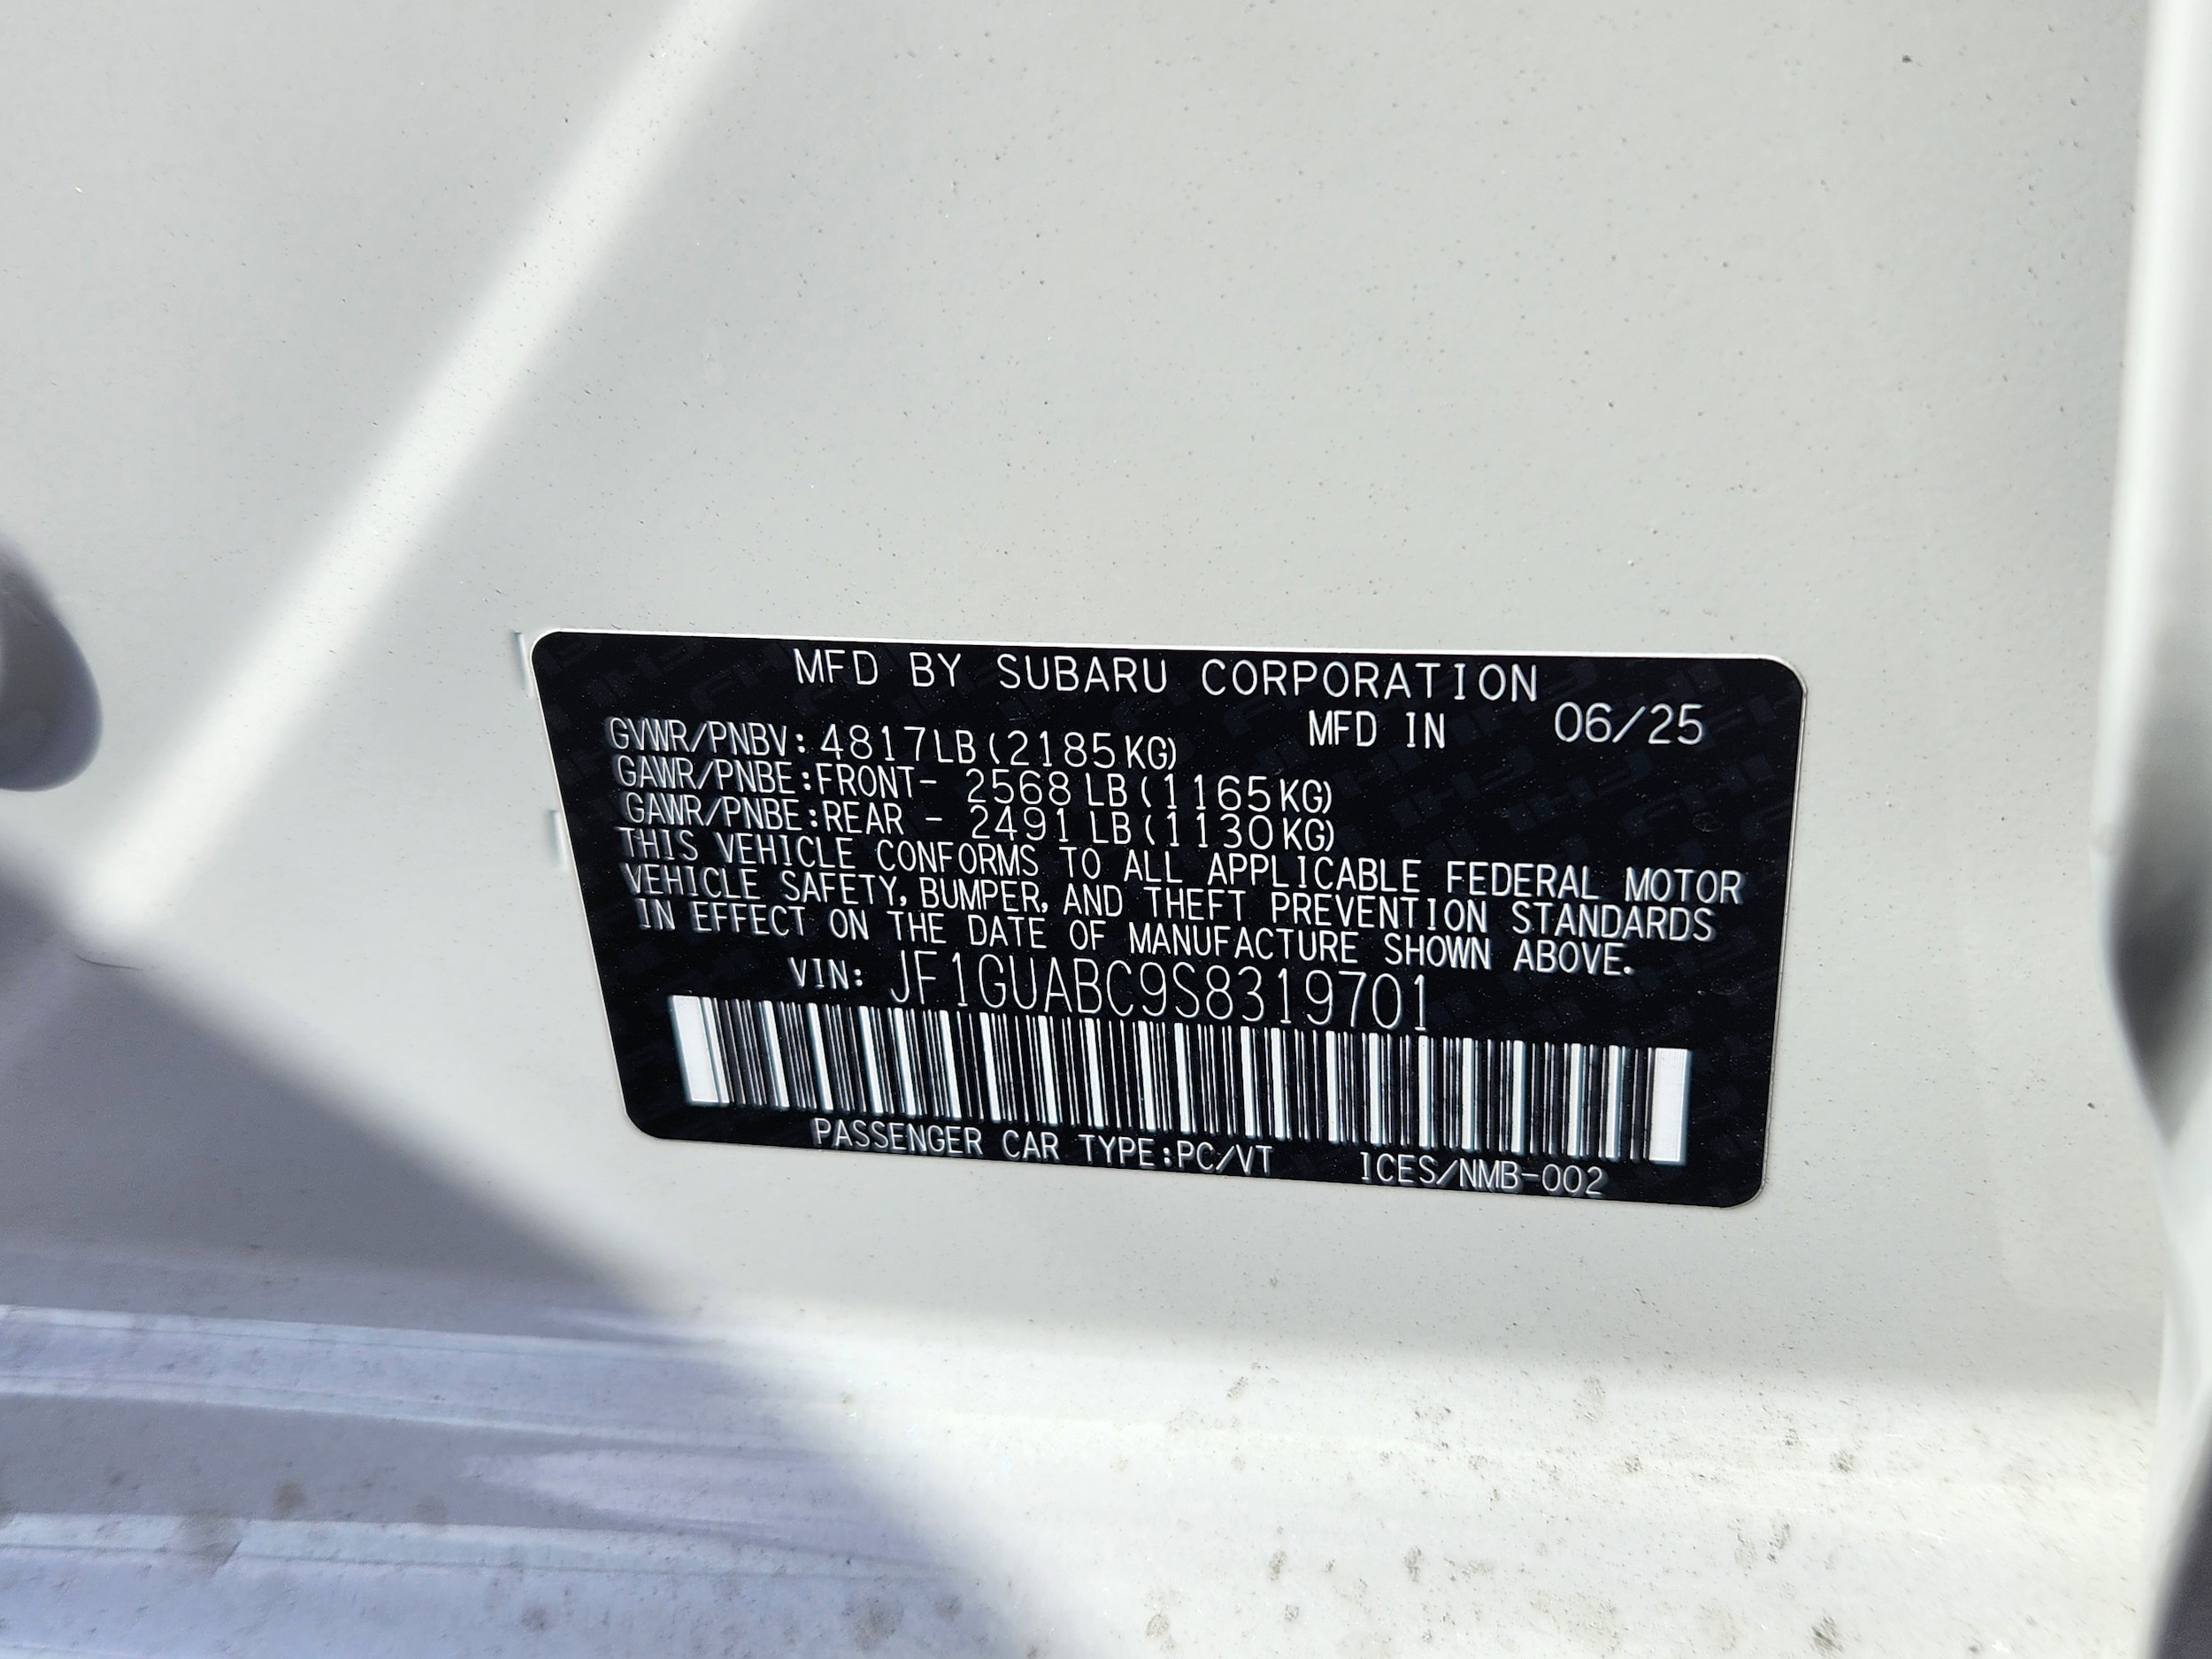 MFD BY SUBARU CORPORATION
MFD IN 06/25
GVWR/PNBV: 4817LB(2185KG)
GAWR/PNBE:FRONT- 2568LB(1165KG)
GAWR/PNBE:REAR - 2491LB(1130KG)
THIS VEHICLE CONFORMS TO ALL APPLICABLE FEDERAL MOTOR
VEHICLE SAFETY, BUMPER, AND THEFT PREVENTION STANDARDS
IN EFFECT ON THE DATE OF MANUFACTURE SHOWN ABOVE.
VIN: JF1GUABC9S8319701
PASSENGER CAR TYPE:PC/VT ICES/NMB-002